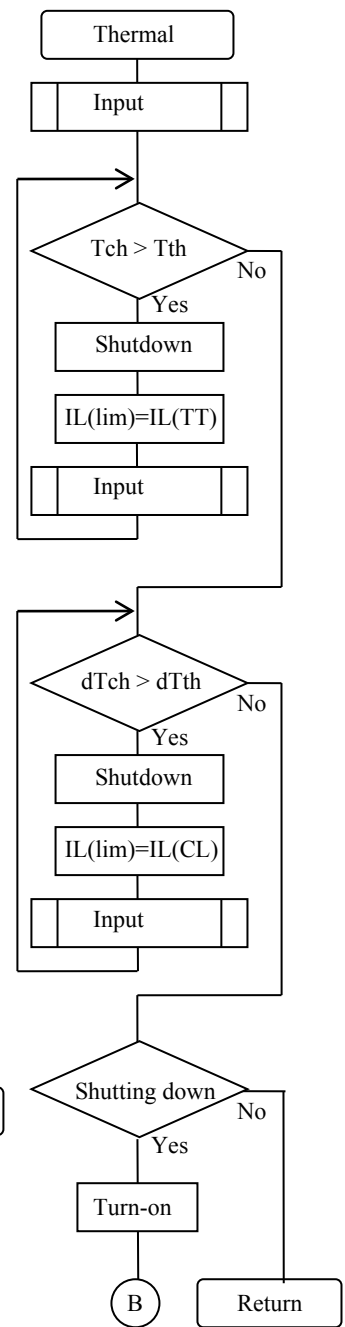 Thermal
Input
Tch > Tth
No
Yes
Shutdown
IL(lim)=IL(TT)
Input
dTch > dTth
No
Yes
Shutdown
IL(lim)=IL(CL)
Input
Shutting down
No
Yes
Turn-on
B
Return